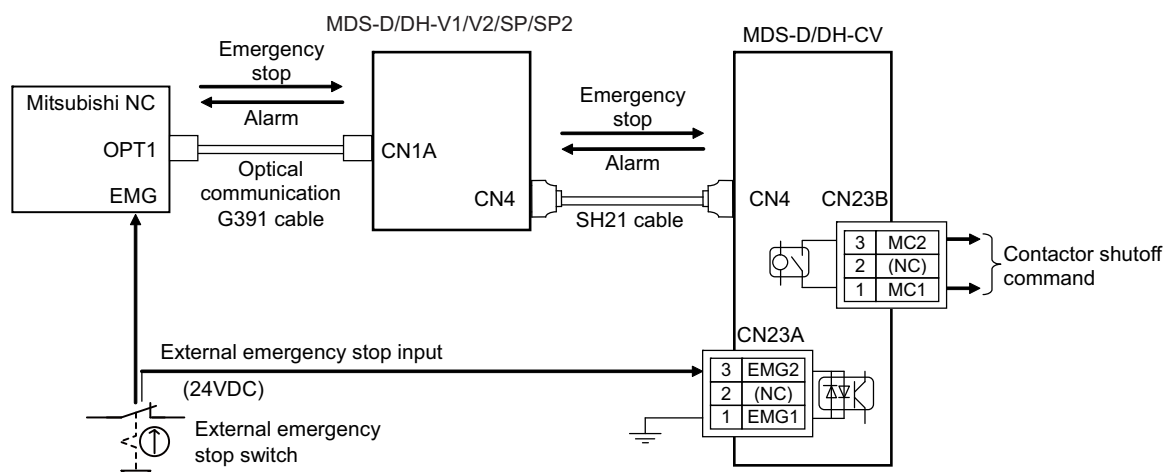 MDS-D/DH-V1/V2/SP/SP2
MDS-D/DH-CV
Emergency
stop
Alarm
Mitsubishi NC
OPT1
EMG
Optical
communication
G391 cable
CN1A
CN4
Emergency
stop
Alarm
SH21 cable
CN4
CN23B
3 MC2
2 (NC)
1 MC1
Contactor shutoff
command
CN23A
3 EMG2
2 (NC)
1 EMG1
External emergency stop input
(24VDC)
External emergency
stop switch